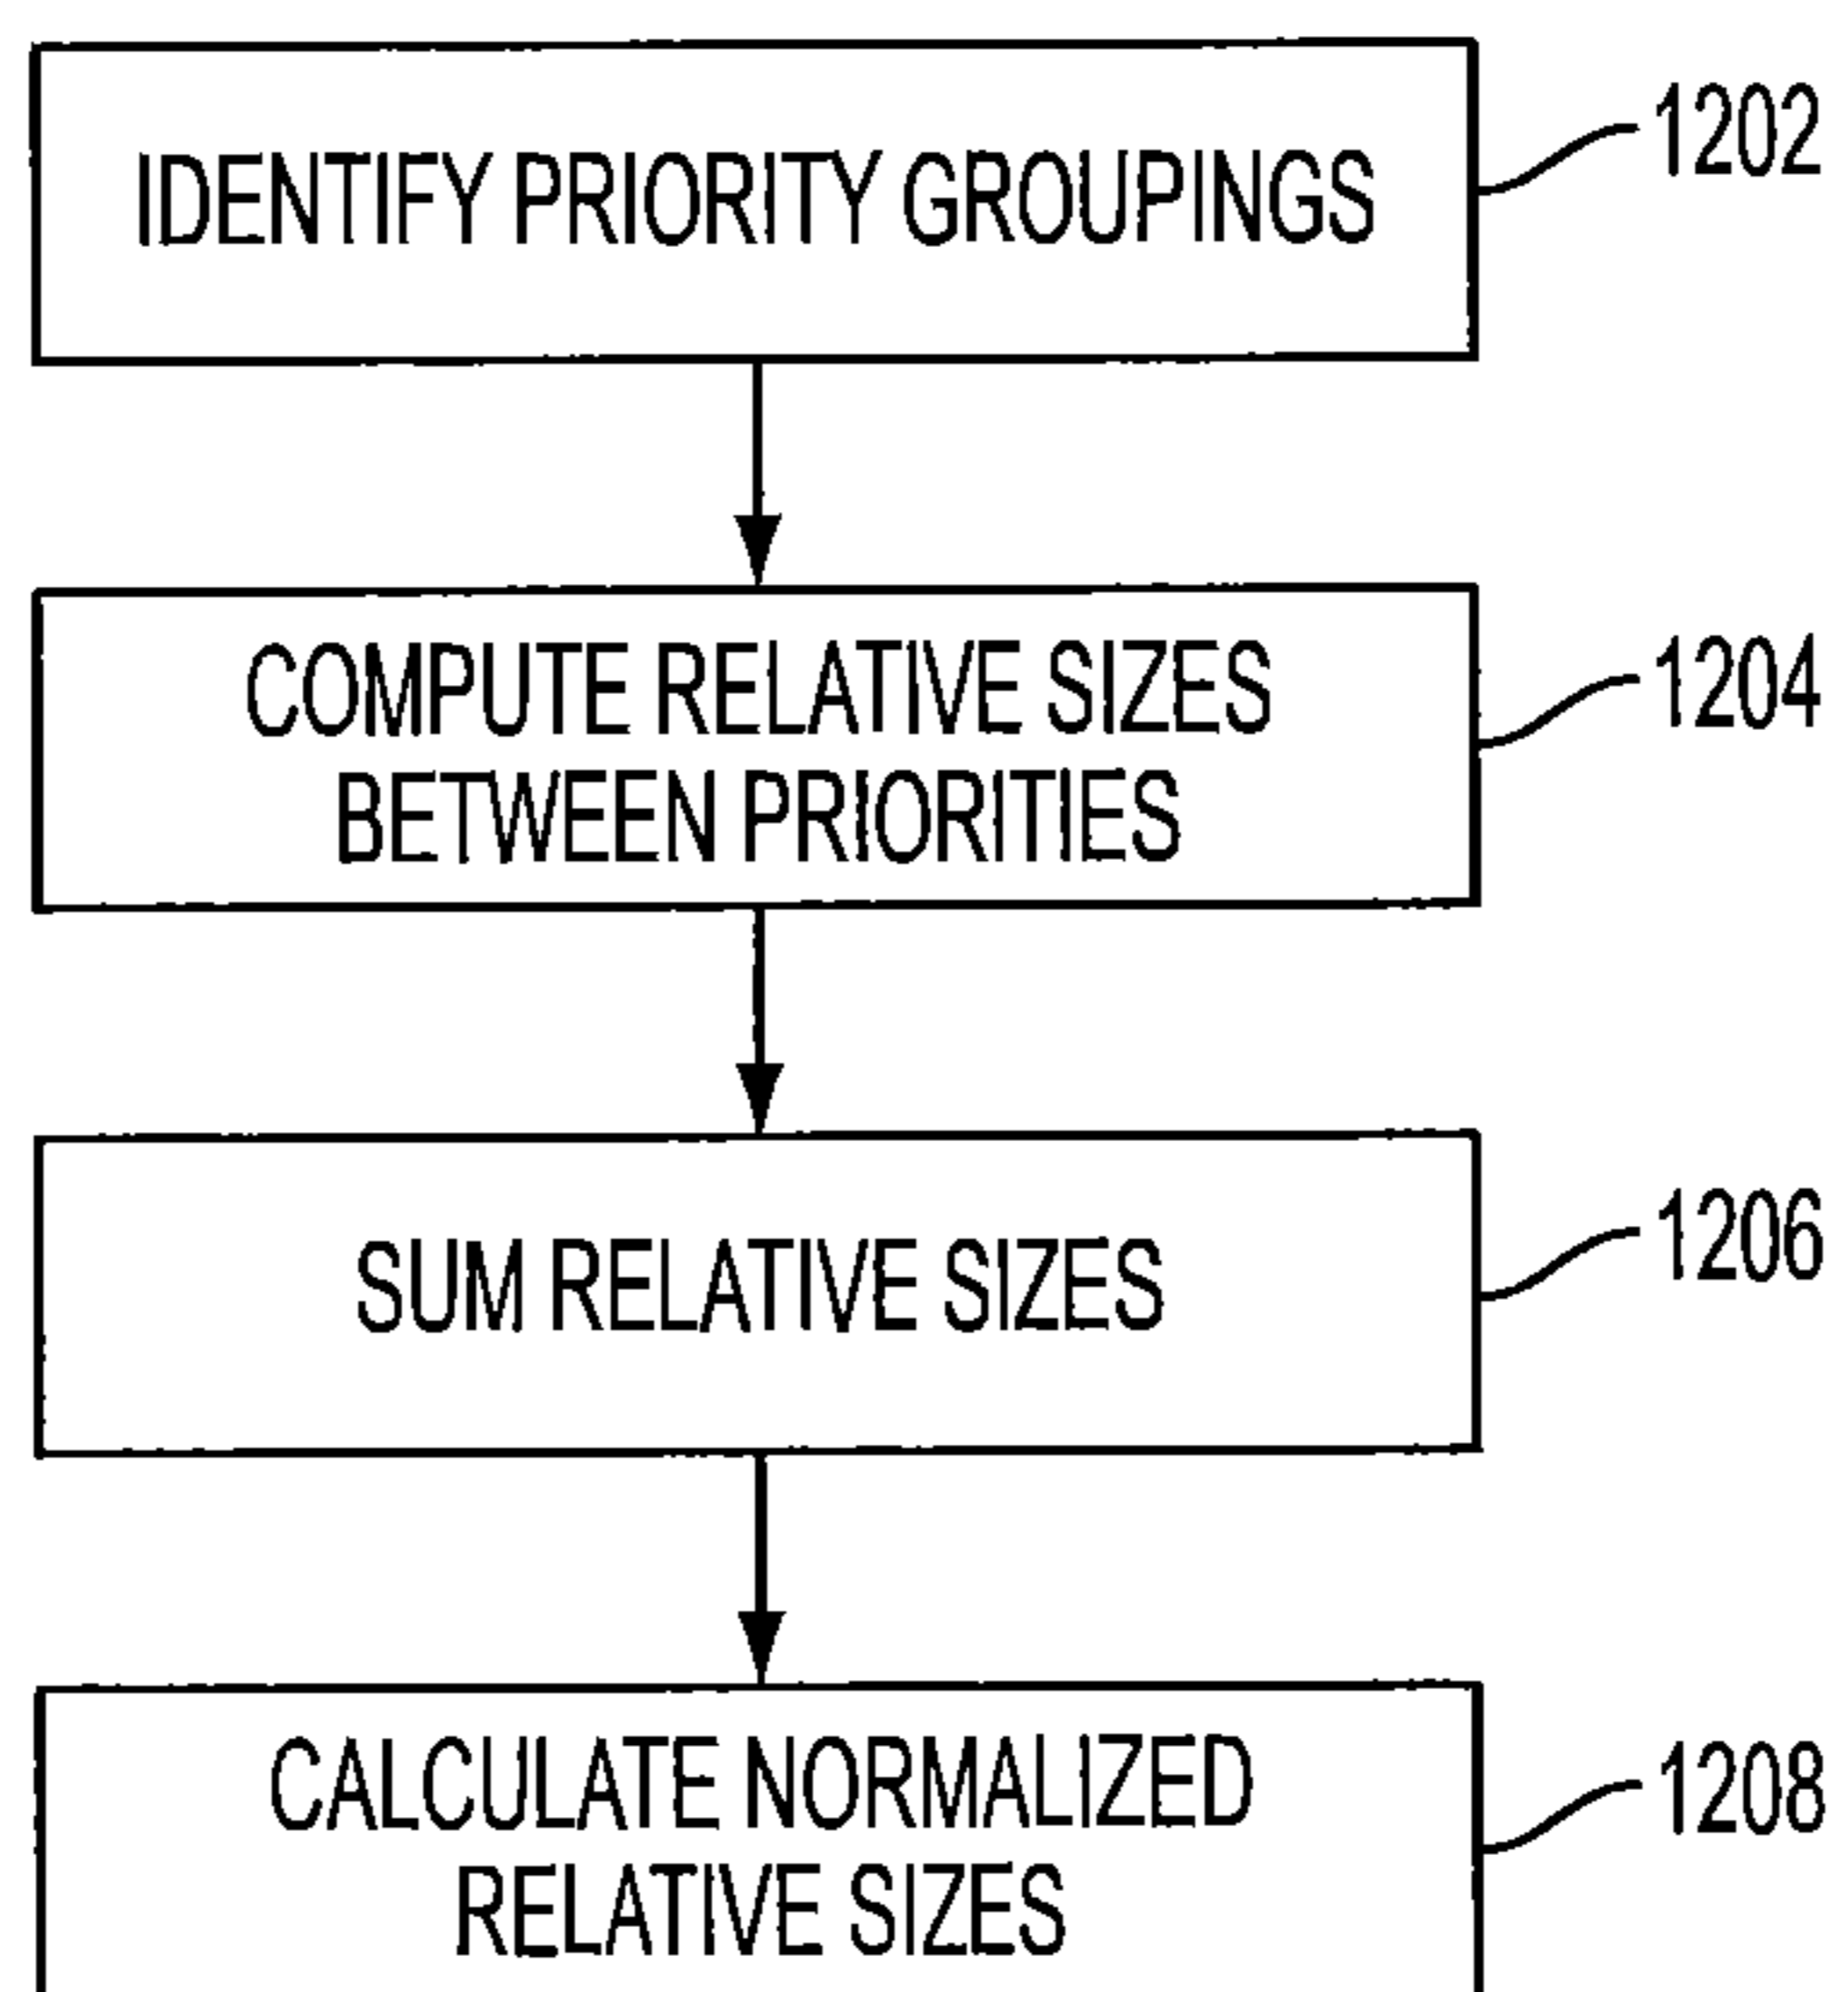 IDENTIFY PRIORITY GROUPINGS
1202
COMPUTE RELATIVE SIZES
BETWEEN PRIORITIES
1204
SUM RELATIVE SIZES
1206
CALCULATE NORMALIZED
RELATIVE SIZES
1208